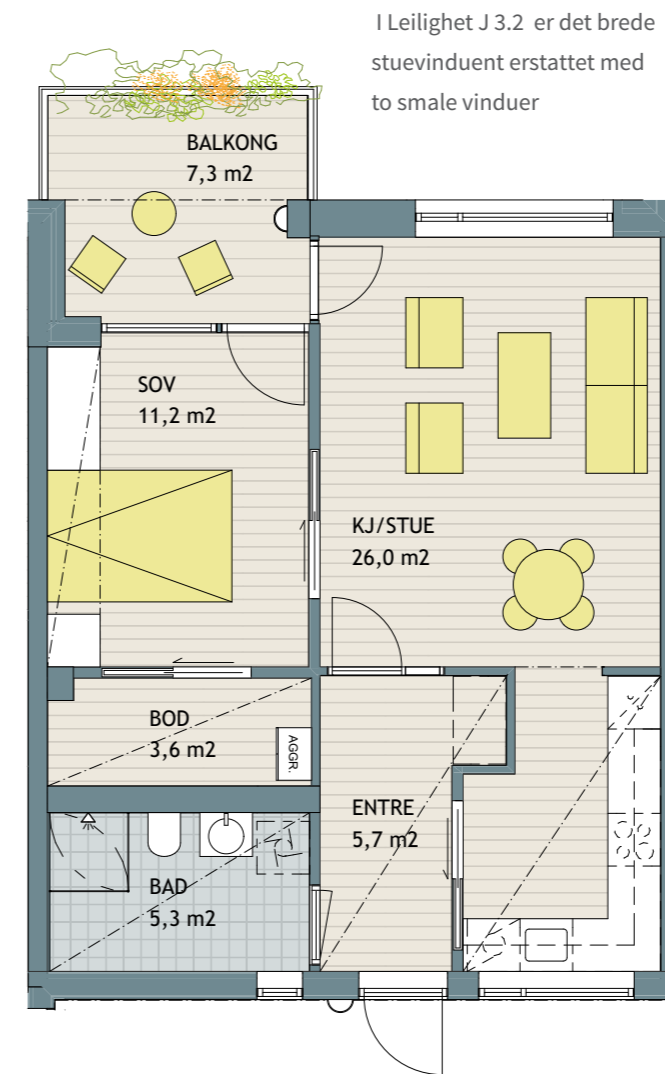 I Leilighet J 3.2 er det brede
stuevinduent erstattet med
to smale vinduer
BALKONG
7,3 m2
SOV
11,2 m2
KJ/STUE
26,0 m2
BOD
3,6 m2
AGGR.
ENTRE
5,7 m2
BAD
5,3 m2